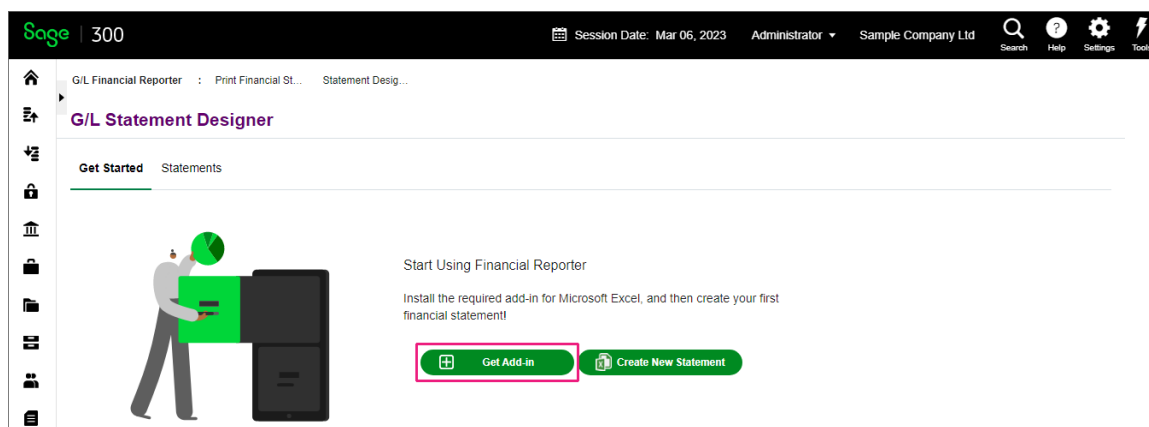 Sage 300 Session Date: Mar 06, 2023 Administrator Sample Company Ltd
Search Help Settings Tools
G/L Financial Reporter : Print Financial St... Statement Desig...
G/L Statement Designer
Get Started Statements
Start Using Financial Reporter
Install the required add-in for Microsoft Excel, and then create your first
financial statement!
Get Add-in Create New Statement